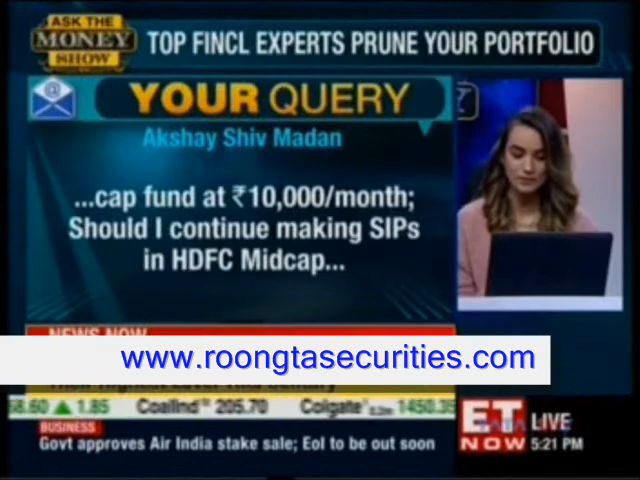 ASK THE
MONEY
SHOW
TOP FINCL EXPERTS PRUNE YOUR PORTFOLIO
YOUR QUERY
Akshay Shiv Madan
...cap fund at ₹10,000/month;
Should I continue making SIPs
in HDFC Midcap...
NEWS NOW
www.roongtasecurities.com
8.60 ▲ 1.85 CoalInd 205.70 Colgate 1450.35
BUSINESS
Govt approves Air India stake sale; EoI to be out soon
ET
NOW
LIVE
5:21 PM